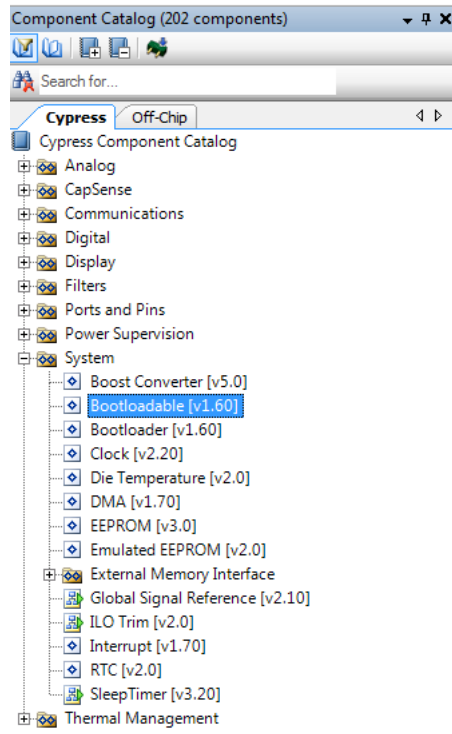 Component Catalog (202 components)
Search for...
Cypress Off-Chip
Cypress Component Catalog
Analog
CapSense
Communications
Digital
Display
Filters
Ports and Pins
Power Supervision
System
Boost Converter [v5.0]
Bootloadable [v1.60]
Bootloader [v1.60]
Clock [v2.20]
Die Temperature [v2.0]
DMA [v1.70]
EEPROM [v3.0]
Emulated EEPROM [v2.0]
External Memory Interface
Global Signal Reference [v2.10]
ILO Trim [v2.0]
Interrupt [v1.70]
RTC [v2.0]
SleepTimer [v3.20]
Thermal Management